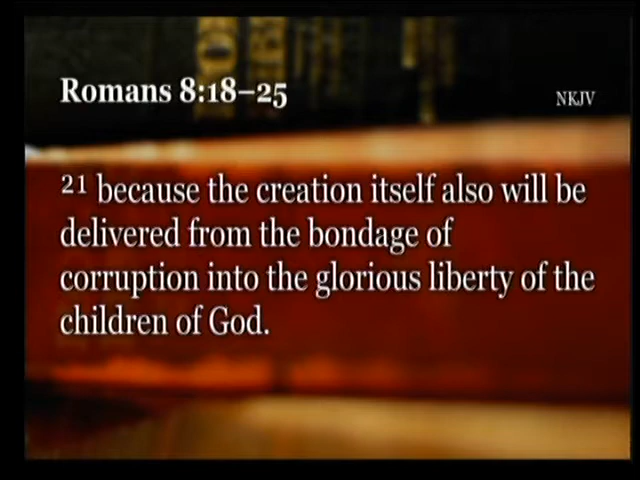 Romans 8:18–25
NKJV
21 because the creation itself also will be
delivered from the bondage of
corruption into the glorious liberty of the
children of God.